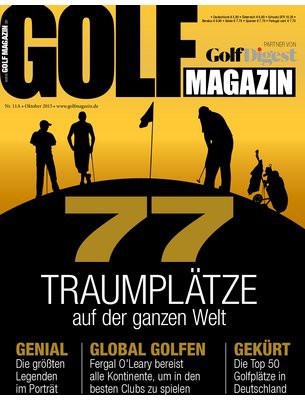 GOLF
MAGAZIN
PARTNER VON
Golf Digest
Nr. 11A • Oktober 2015 • www.golfmagazin.de
77
TRAUMPLÄTZE
auf der ganzen Welt
GENIAL
Die größten
Legenden
im Porträt
GLOBAL GOLFEN
Fergal O'Leary bereist
alle Kontinente, um in den
besten Clubs zu spielen
GEKÜRT
Die Top 50
Golfplätze in
Deutschland